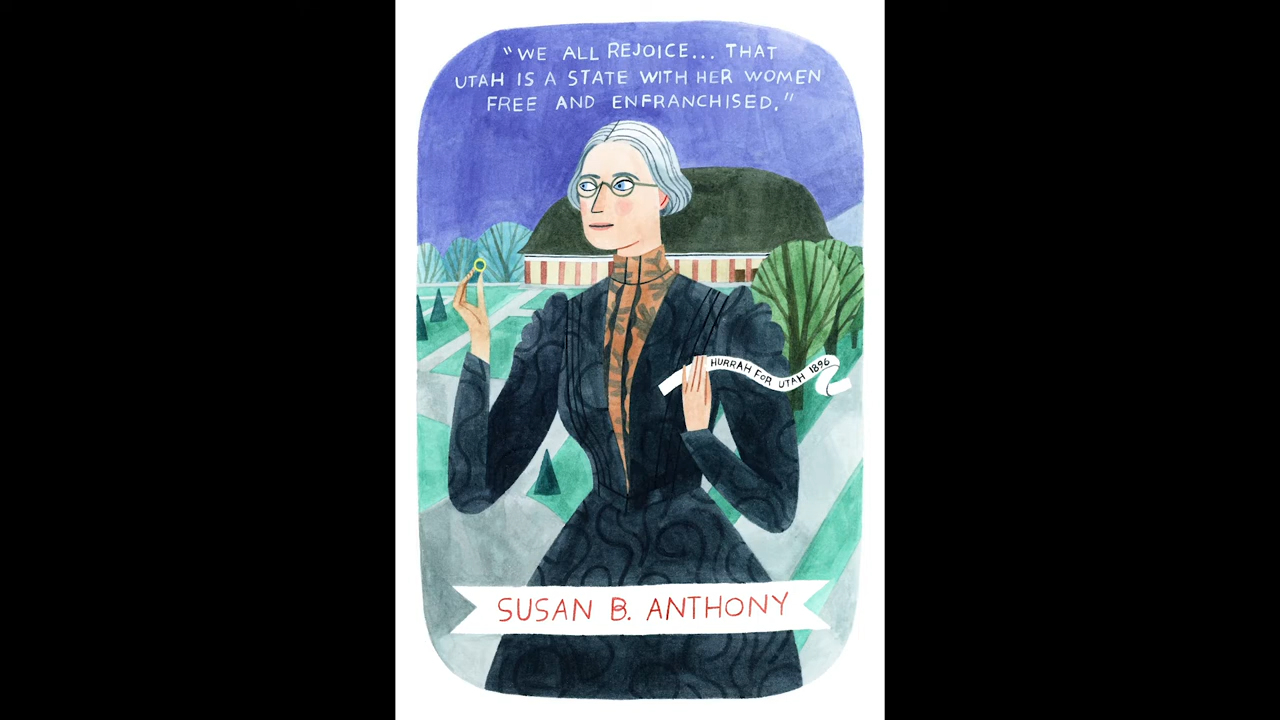 "WE ALL REJOICE... THAT
UTAH IS A STATE WITH HER WOMEN
FREE AND ENFRANCHISED."
HURRAH FOR UTAH 1896
SUSAN B. ANTHONY